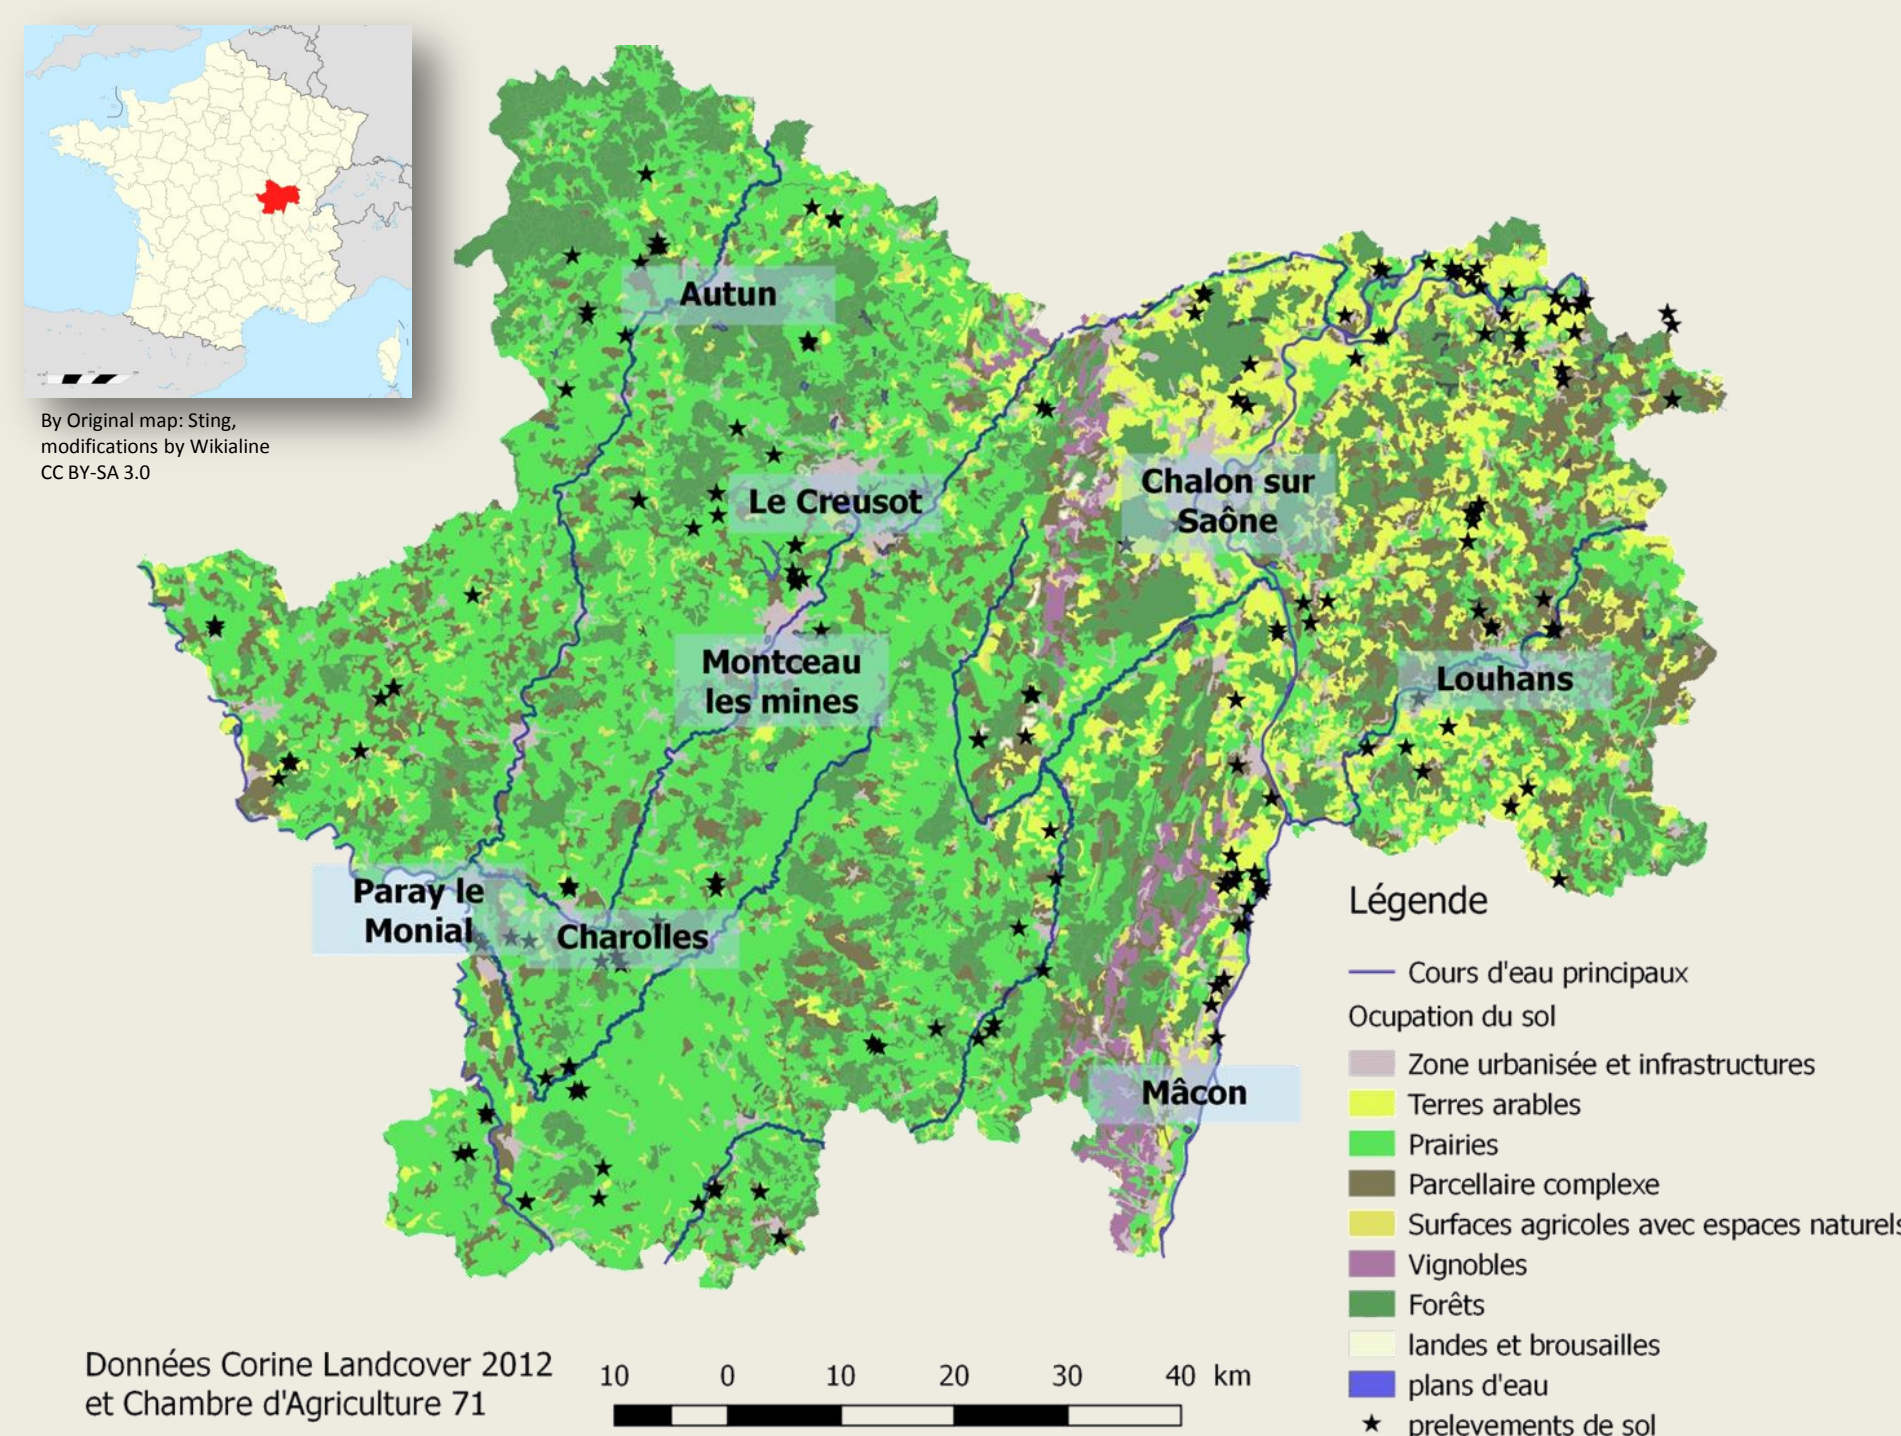 By Original map: Sting,
modifications by Wikialine
CC BY-SA 3.0
Autun
Le Creusot
Chalon sur
Saône
Montceau
les mines
Louhans
Paray le
Monial
Charolles
Mâcon
Légende
Cours d'eau principaux
Ocupation du sol
Zone urbanisée et infrastructures
Terres arables
Prairies
Parcellaire complexe
Surfaces agricoles avec espaces naturels
Vignobles
Forêts
landes et brousailles
plans d'eau
prelevements de sol
Données Corine Landcover 2012
et Chambre d'Agriculture 71
10 0 10 20 30 40 km